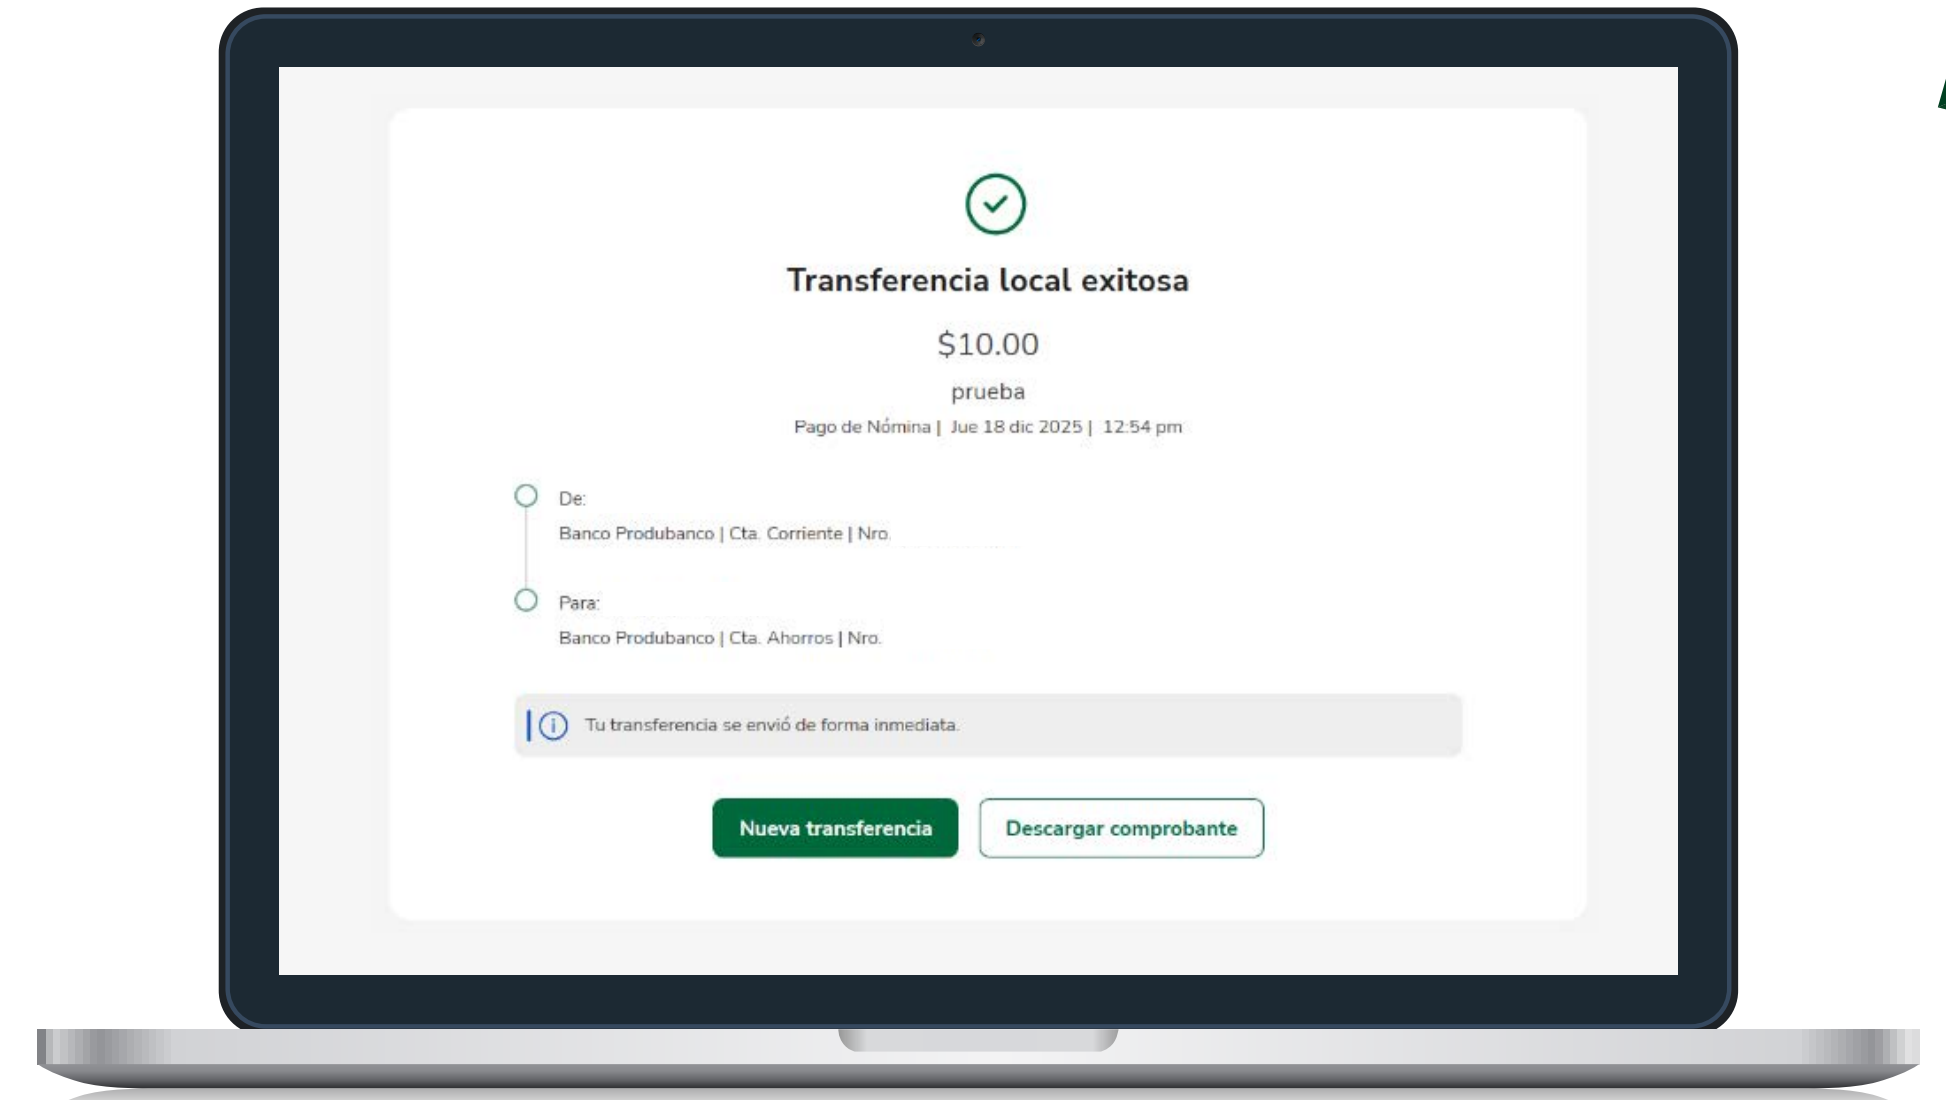 Transferencia local exitosa
$10.00
prueba
Pago de Nómina | Jue 18 dic 2025 | 12:54 pm
De:
Banco Produbanco | Cta. Corriente | Nro.
Para:
Banco Produbanco | Cta. Ahorros | Nro.
Tu transferencia se envió de forma inmediata.
Nueva transferencia
Descargar comprobante